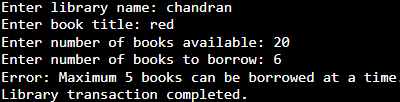 Enter library name: chandran
Enter book title: red
Enter number of books available: 20
Enter number of books to borrow: 6
Error: Maximum 5 books can be borrowed at a time.
Library transaction completed.